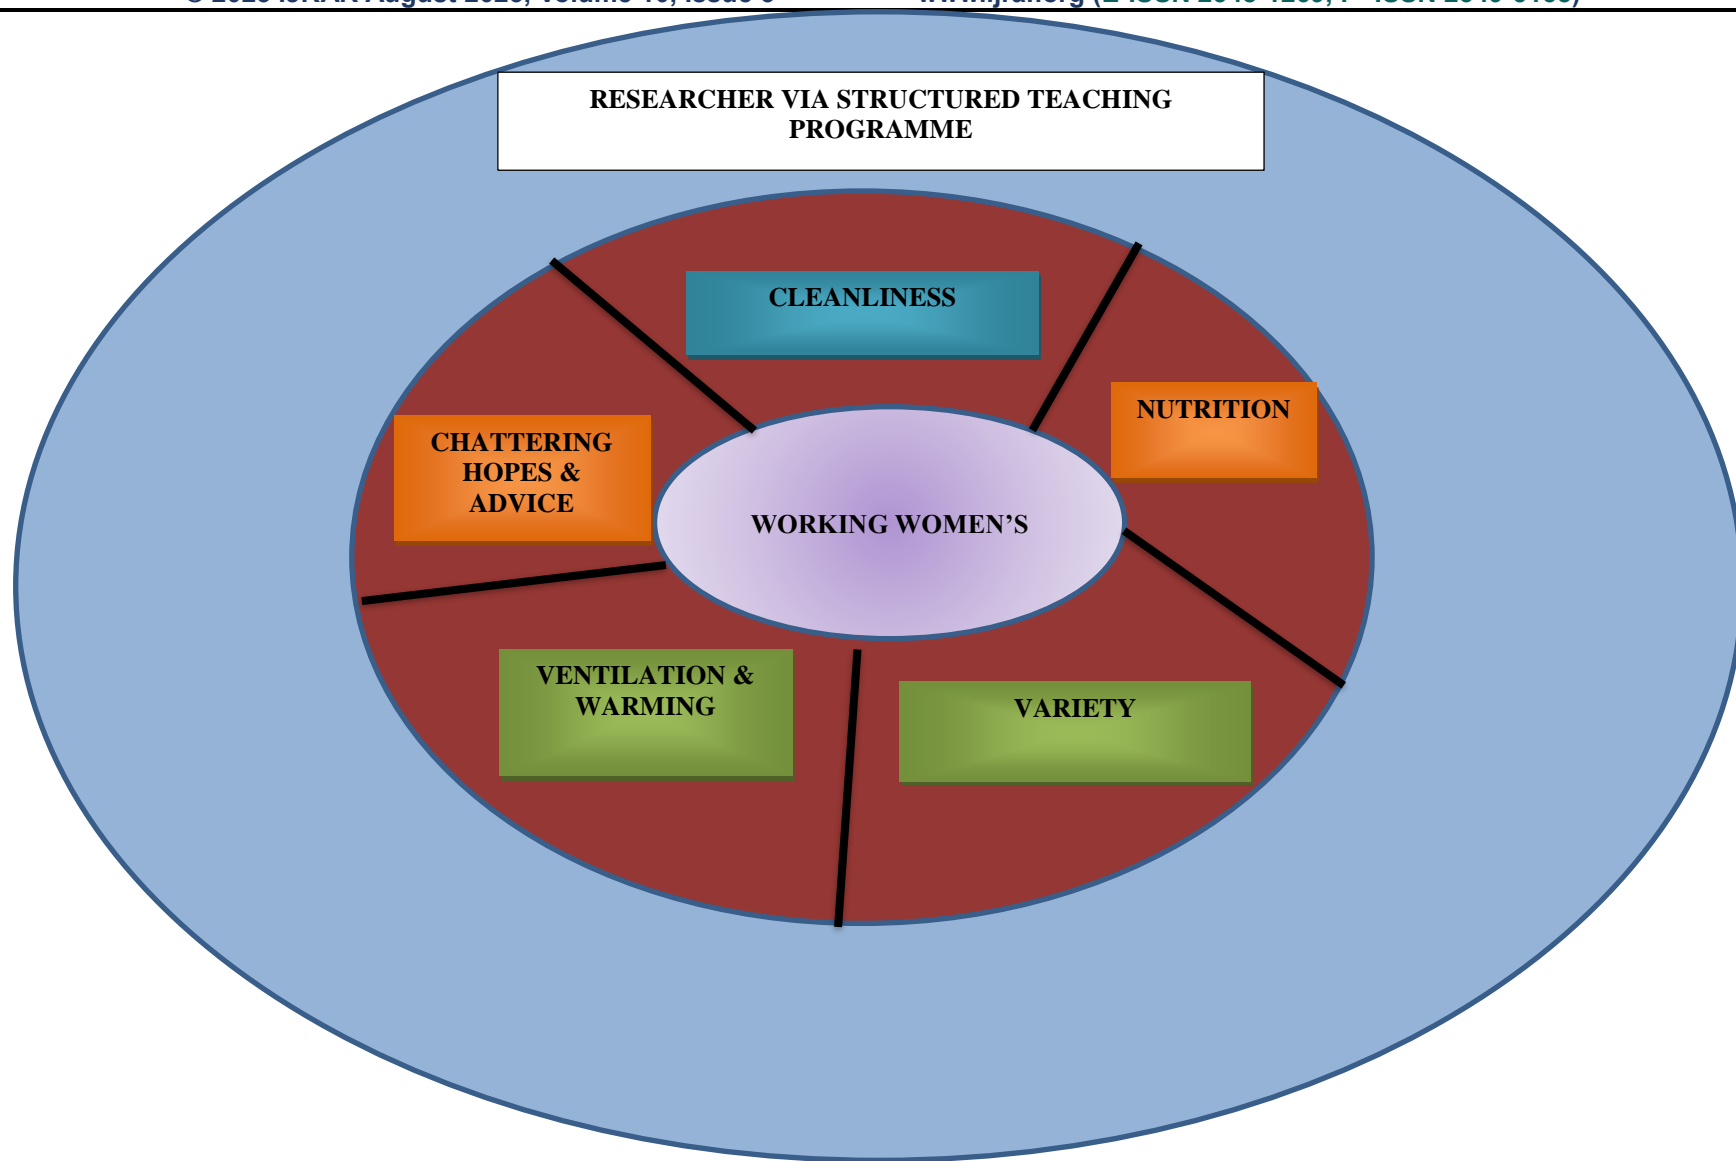 RESEARCHER VIA STRUCTURED TEACHING
PROGRAMME
CLEANLINESS
NUTRITION
CHATTERING
HOPES &
ADVICE
WORKING WOMEN’S
VENTILATION &
WARMING
VARIETY